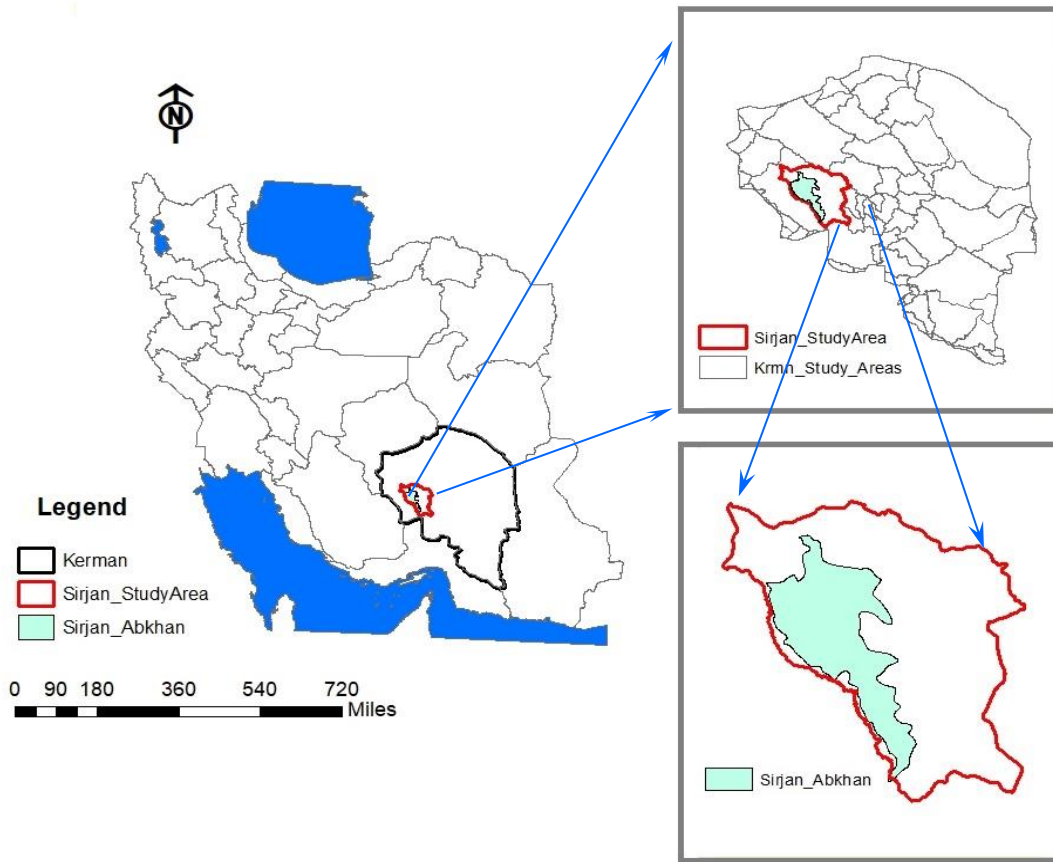 N
Legend
Kerman
Sirjan_StudyArea
Sirjan_Abkhan
0 90 180 360 540 720
Miles
Sirjan_StudyArea
Krmn_Study_Areas
Sirjan_Abkhan